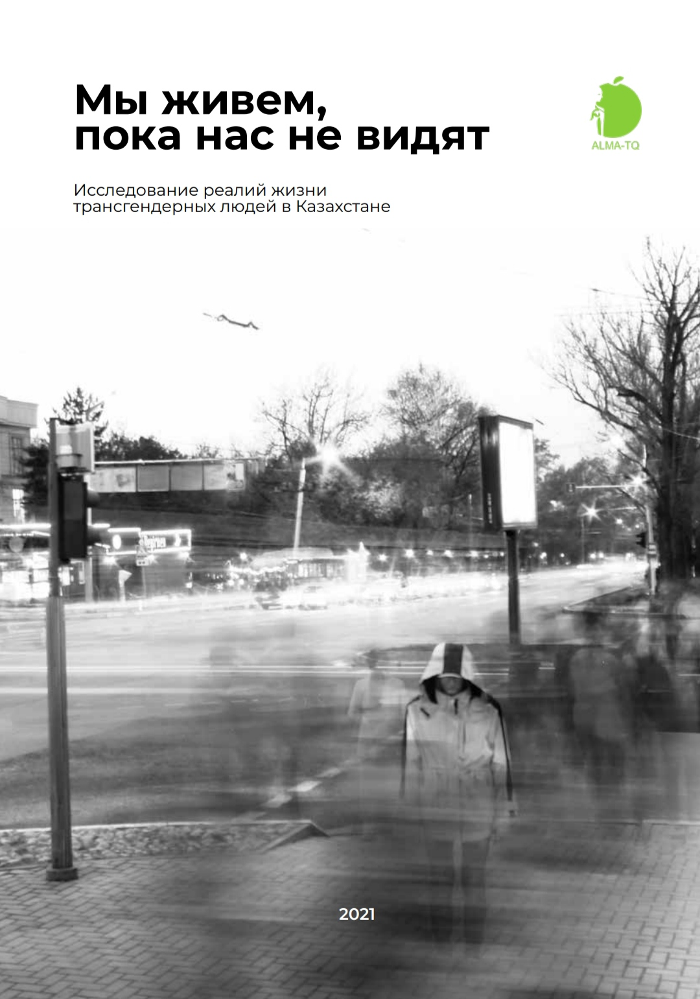 Мы живем,
пока нас не видят
ALMA-TQ
Исследование реалий жизни
трансгендерных людей в Казахстане
2021